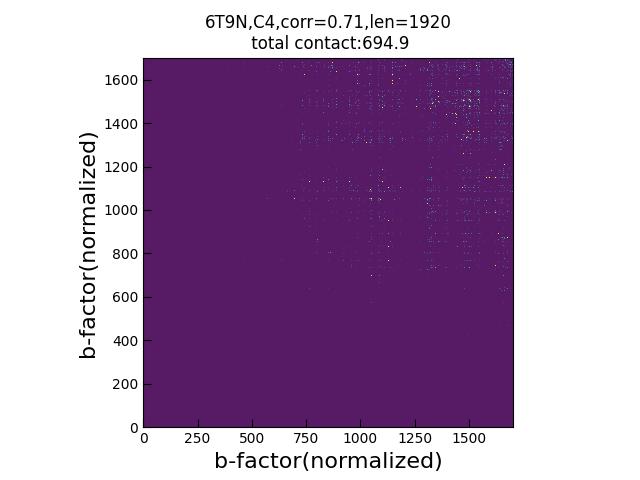 6T9N,C4,corr=0.71,len=1920
total contact:694.9
1600
1400
1200
1000
800
600
400
200
0
b-factor(normalized)
0 250 500 750 1000 1250 1500
b-factor(normalized)